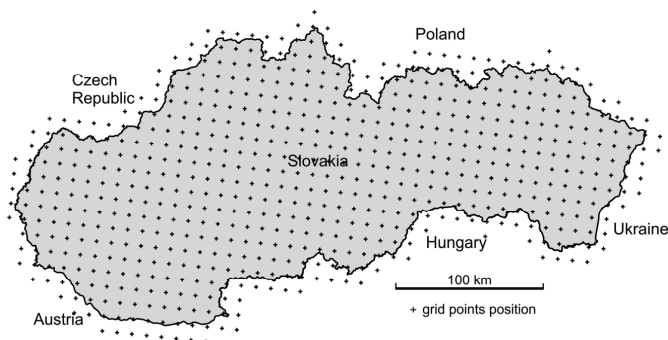 Poland
Czech
Republic
Slovakia
Ukraine
Hungary
100 km
Austria
+ grid points position